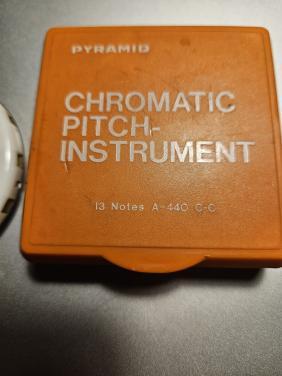 PYRAMID
CHROMATIC
PITCH-
INSTRUMENT
13 Notes A-440 C-C